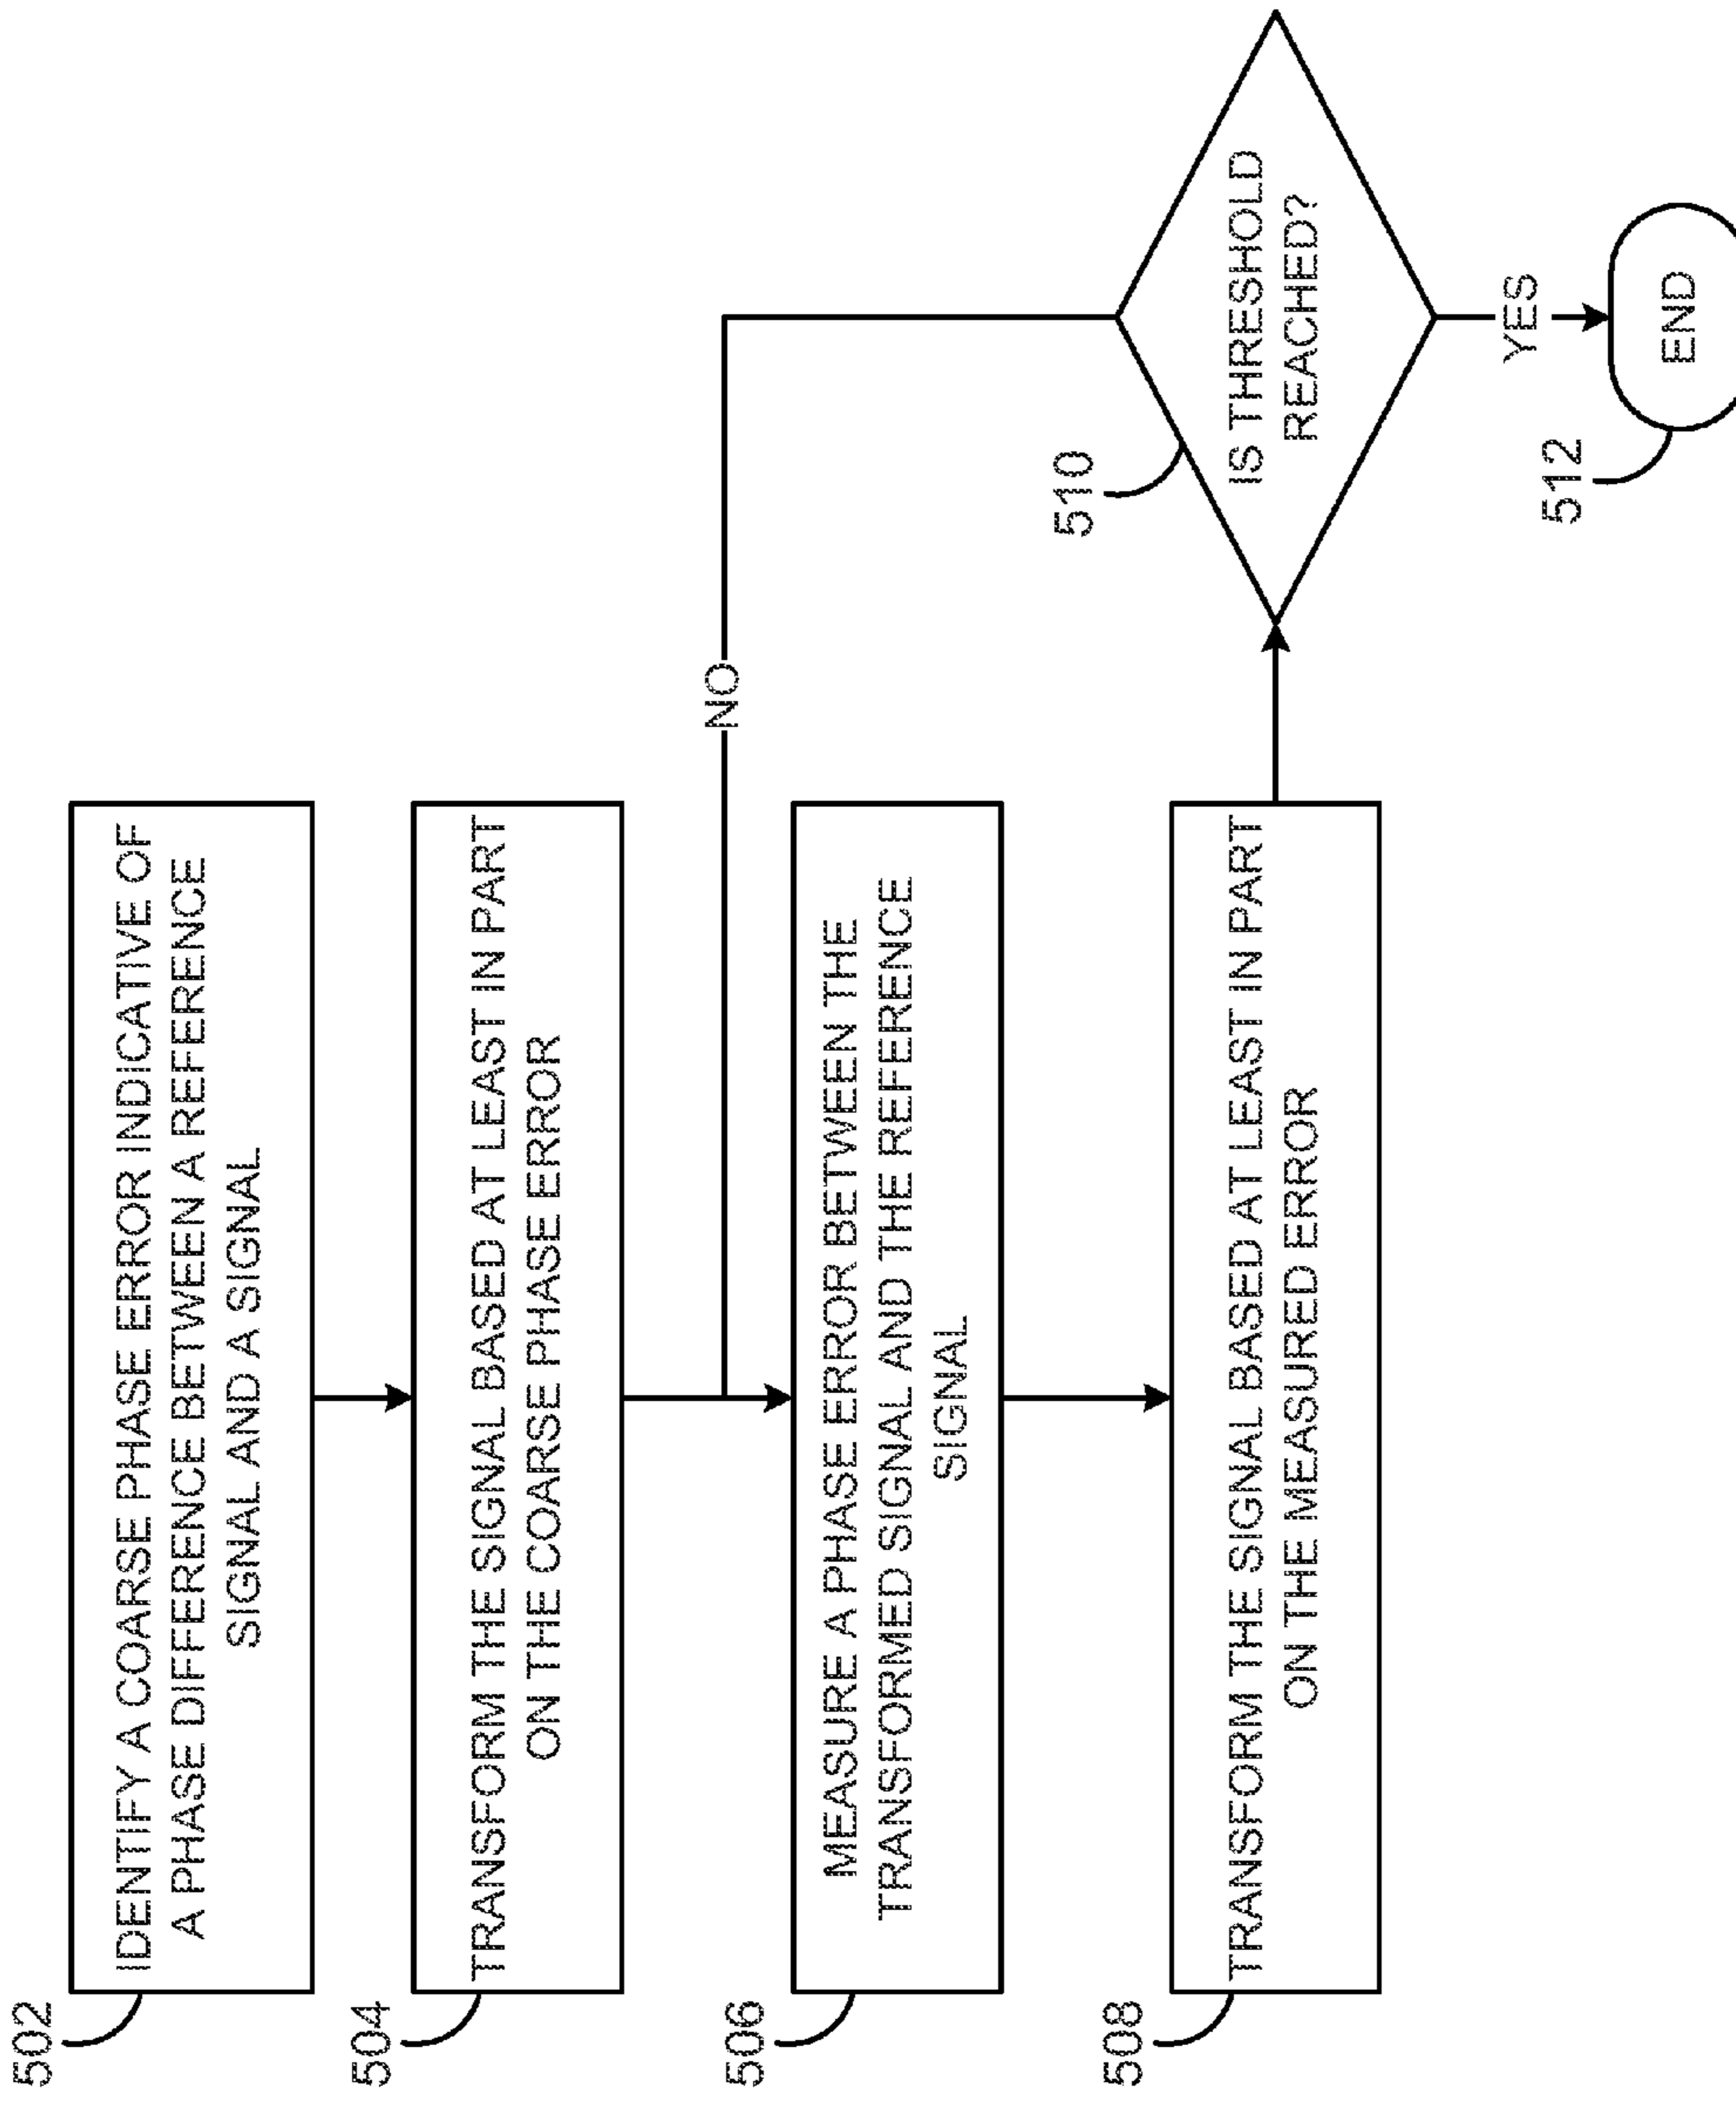 502
IDENTIFY A COARSE PHASE ERROR INDICATIVE OF
A PHASE DIFFERENCE BETWEEN A REFERENCE
SIGNAL AND A SIGNAL
504
TRANSFORM THE SIGNAL BASED AT LEAST IN PART
ON THE COARSE PHASE ERROR
NO
506
MEASURE A PHASE ERROR BETWEEN THE
TRANSFORMED SIGNAL AND THE REFERENCE
SIGNAL
508
TRANSFORM THE SIGNAL BASED AT LEAST IN PART
ON THE MEASURED ERROR
510
IS THRESHOLD
REACHED?
YES
512
END